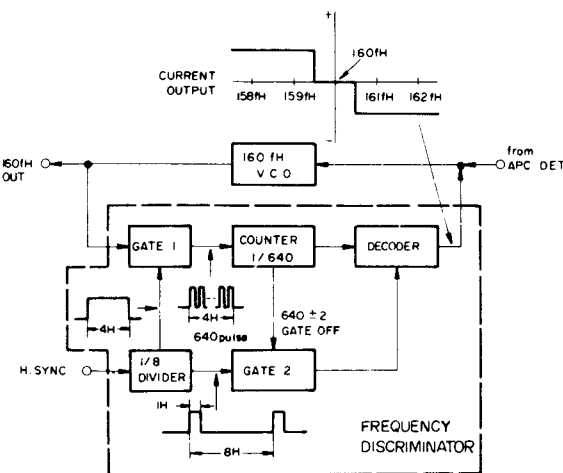 +
160fH
CURRENT
OUTPUT
158fH
159fH
161fH
162fH
-
160fH
OUT
160 fH
V C O
from
APC DET
GATE 1
COUNTER
1/640
DECODER
4H
4H
640pulse
640 ± 2
GATE OFF
H. SYNC
1/8
DIVIDER
GATE 2
1H
8H
FREQUENCY
DISCRIMINATOR